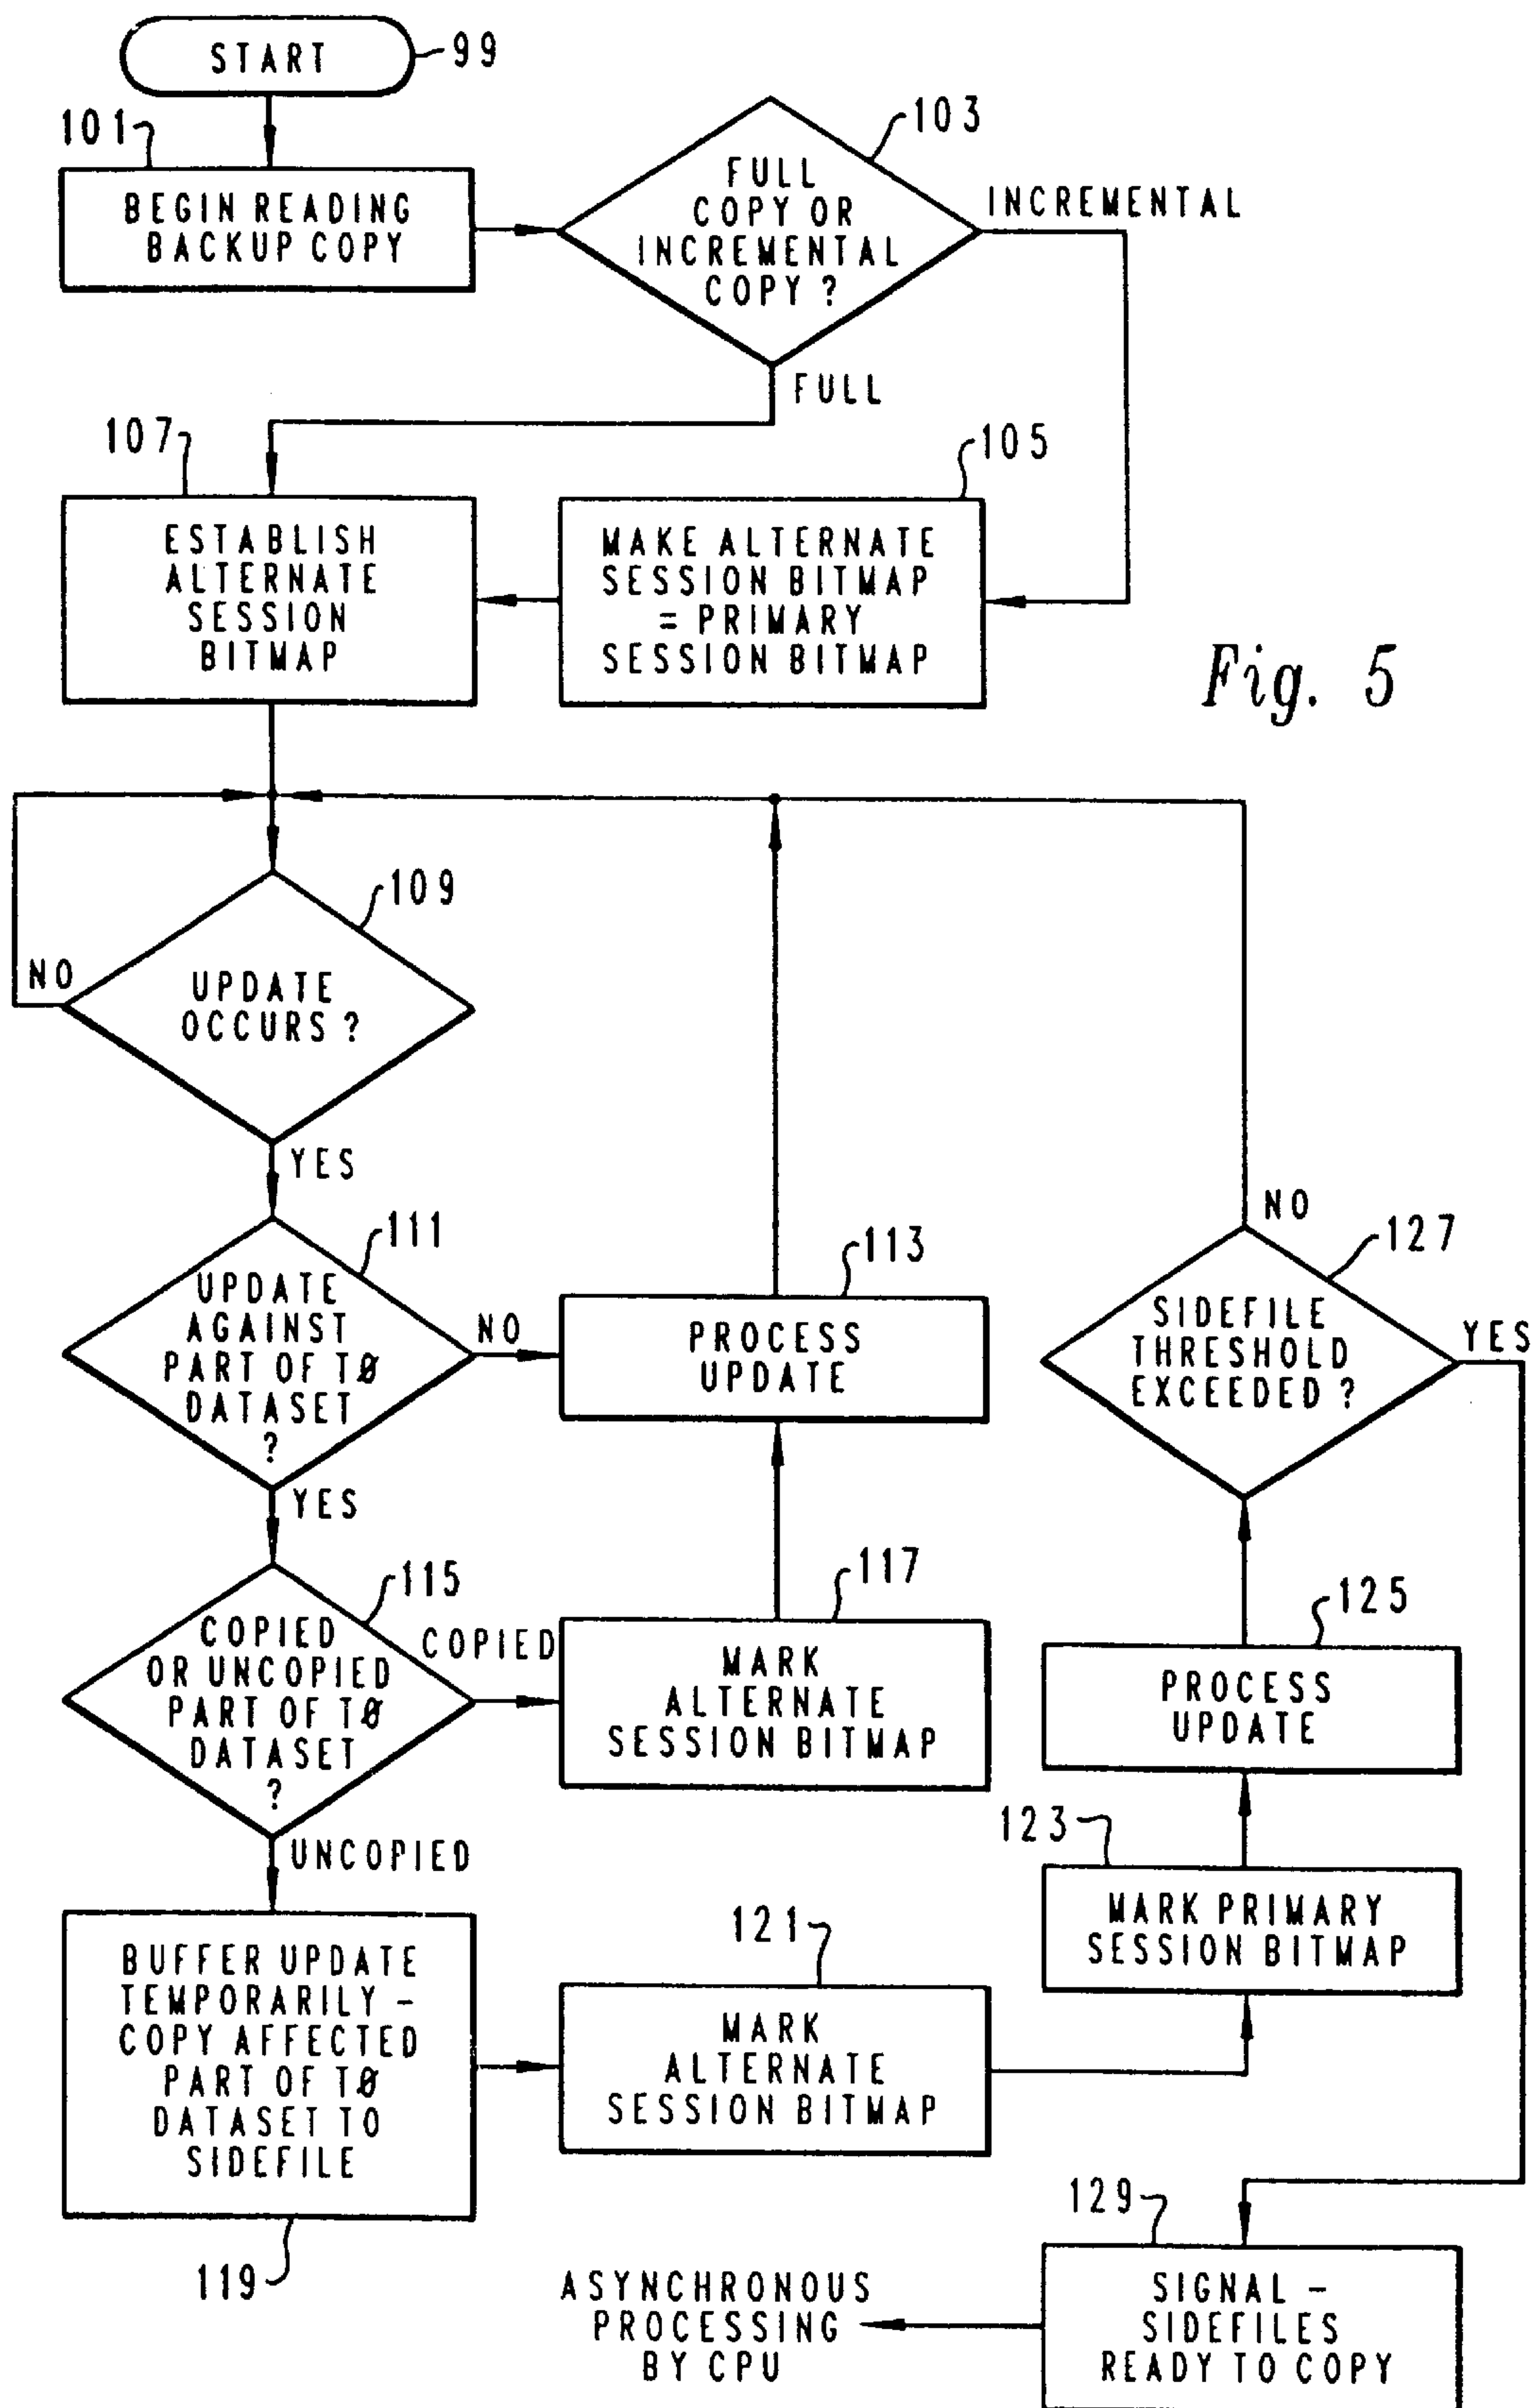 START
99
101
BEGIN READING
BACKUP COPY
103
FULL
COPY OR
INCREMENTAL
COPY ?
INCREMENTAL
FULL
107
ESTABLISH
ALTERNATE
SESSION
BITMAP
105
MAKE ALTERNATE
SESSION BITMAP
= PRIMARY
SESSION BITMAP
Fig. 5
109
NO
UPDATE
OCCURS ?
YES
111
UPDATE
AGAINST
PART OF TØ
DATASET
?
NO
113
PROCESS
UPDATE
YES
115
COPIED
OR UNCOPIED
PART OF TØ
DATASET
?
COPIED
117
MARK
ALTERNATE
SESSION BITMAP
UNCOPIED
BUFFER UPDATE
TEMPORARILY –
COPY AFFECTED
PART OF TØ
DATASET TO
SIDEFILE
119
121
MARK
ALTERNATE
SESSION BITMAP
123
MARK PRIMARY
SESSION BITMAP
125
PROCESS
UPDATE
127
SIDEFILE
THRESHOLD
EXCEEDED ?
NO
YES
129
SIGNAL –
SIDEFILES
READY TO COPY
ASYNCHRONOUS
PROCESSING
BY CPU